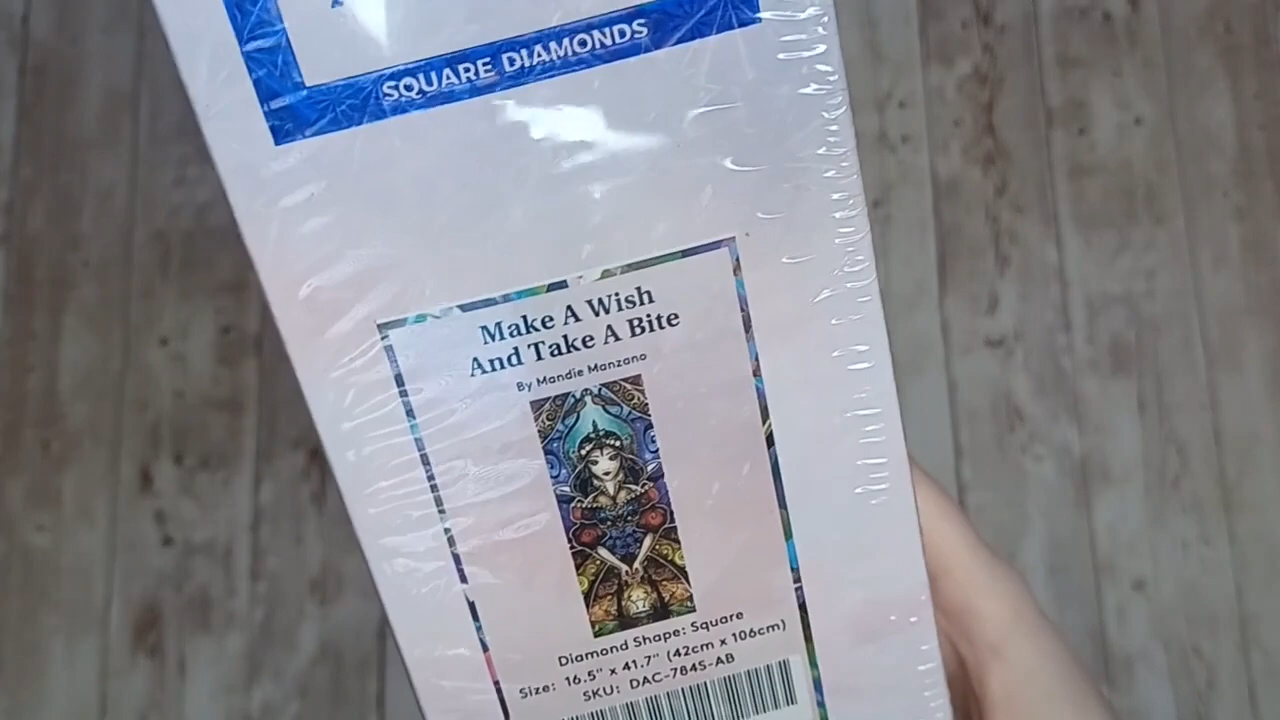 SQUARE DIAMONDS
Make A Wish
And Take A Bite
By Mandie Manzano
Diamond Shape: Square
Size: 16.5" x 41.7" (42cm x 106cm)
SKU: DAC-784S-AB